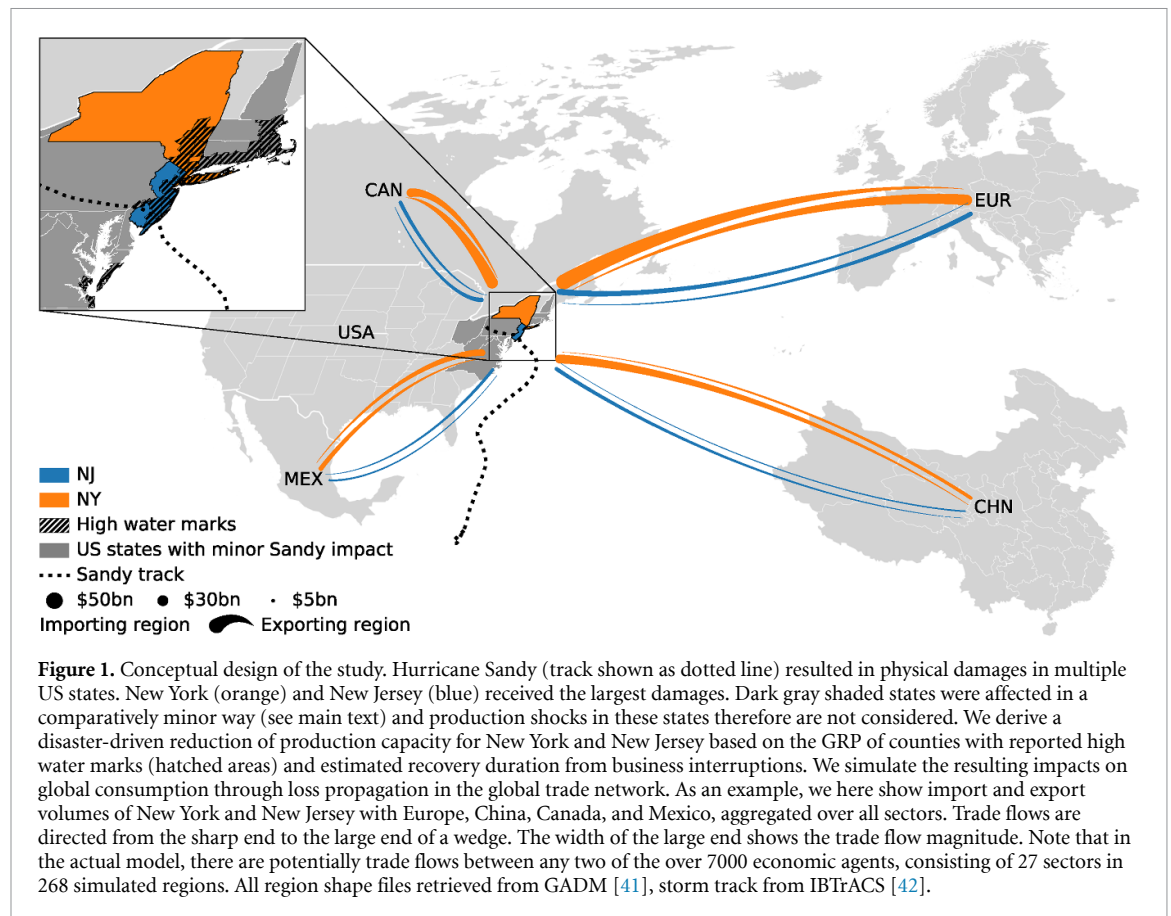 CAN
EUR
USA
MEX
CHN
NJ
NY
High water marks
US states with minor Sandy impact
Sandy track
$50bn $30bn $5bn
Importing region Exporting region
Figure 1. Conceptual design of the study. Hurricane Sandy (track shown as dotted line) resulted in physical damages in multiple
US states. New York (orange) and New Jersey (blue) received the largest damages. Dark gray shaded states were affected in a
comparatively minor way (see main text) and production shocks in these states therefore are not considered. We derive a
disaster-driven reduction of production capacity for New York and New Jersey based on the GRP of counties with reported high
water marks (hatched areas) and estimated recovery duration from business interruptions. We simulate the resulting impacts on
global consumption through loss propagation in the global trade network. As an example, we here show import and export
volumes of New York and New Jersey with Europe, China, Canada, and Mexico, aggregated over all sectors. Trade flows are
directed from the sharp end to the large end of a wedge. The width of the large end shows the trade flow magnitude. Note that in
the actual model, there are potentially trade flows between any two of the over 7000 economic agents, consisting of 27 sectors in
268 simulated regions. All region shape files retrieved from GADM [41], storm track from IBTrACS [42].